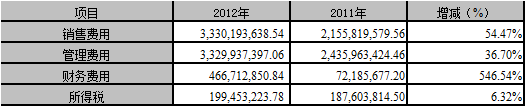 项目 2012年 2011年 增减（%）
销售费用 3,330,193,638.54 2,155,819,579.56 54.47%
管理费用 3,329,937,397.06 2,435,963,424.46 36.70%
财务费用 466,712,850.84 72,185,677.20 546.54%
所得税 199,453,223.78 187,603,814.50 6.32%